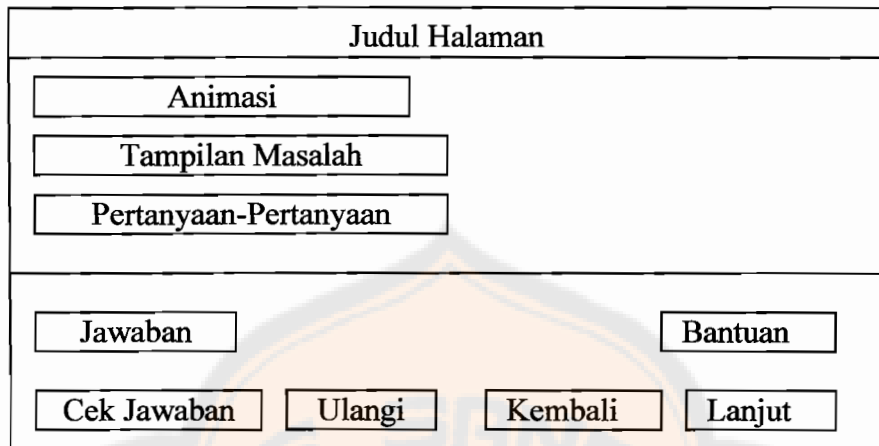 Judul Halaman
Animasi
Tampilan Masalah
Pertanyaan-Pertanyaan
Jawaban Bantuan
Cek Jawaban Ulangi Kembali Lanjut